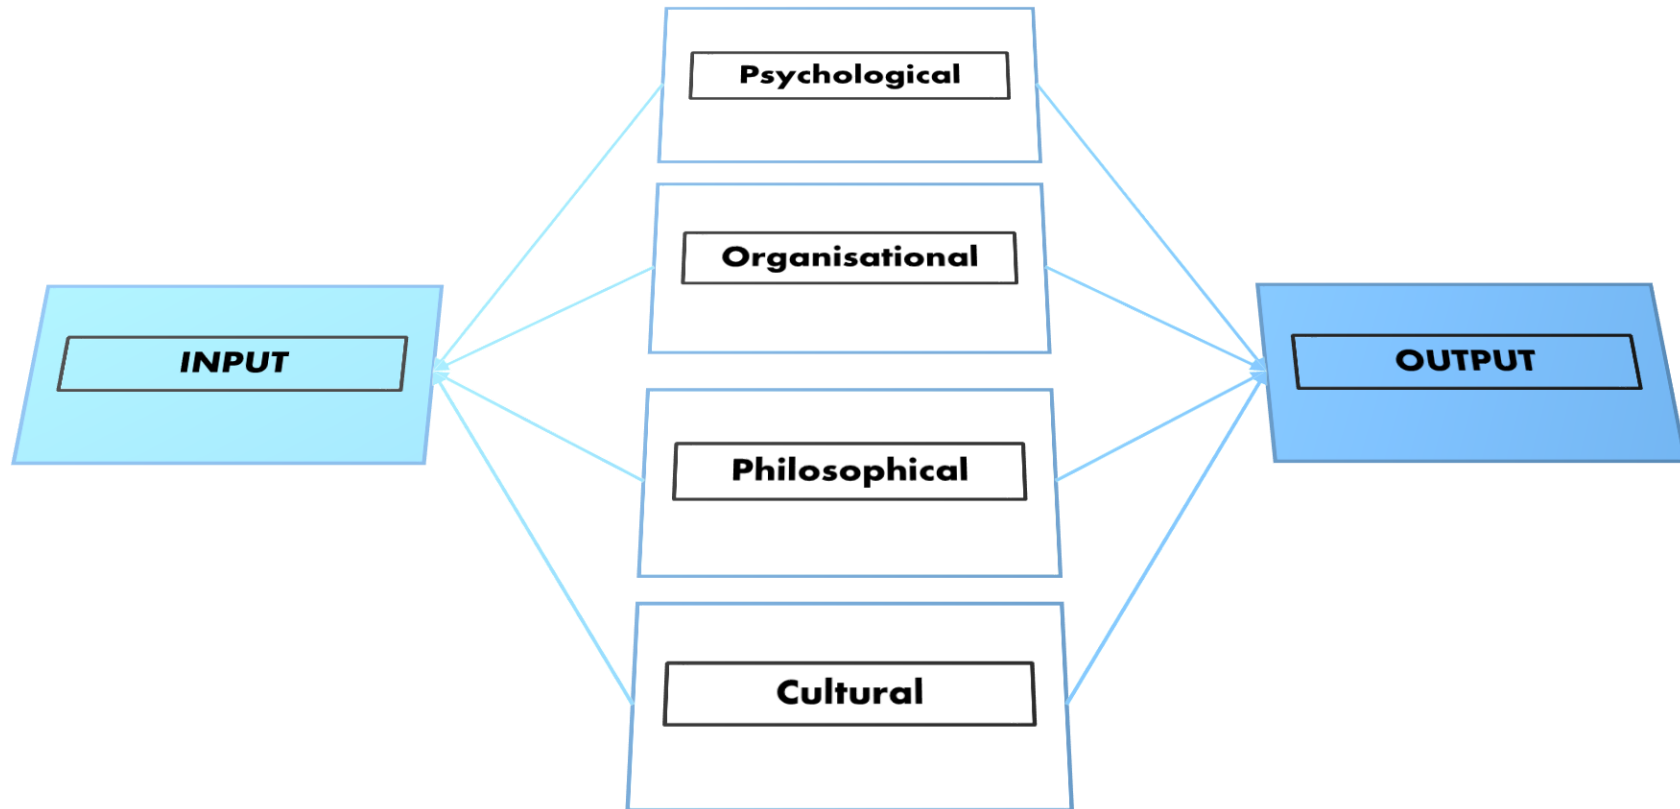 Psychological
Organisational
INPUT
OUTPUT
Philosophical
Cultural